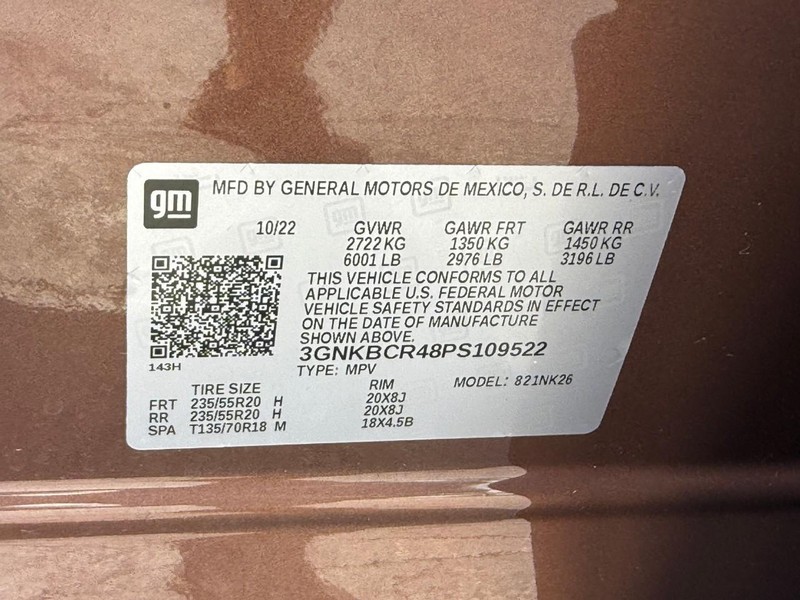 gm MFD BY GENERAL MOTORS DE MEXICO, S. DE R.L. DE C.V.
10/22 GVWR GAWR FRT GAWR RR
2722 KG 1350 KG 1450 KG
6001 LB 2976 LB 3196 LB
THIS VEHICLE CONFORMS TO ALL
APPLICABLE U.S. FEDERAL MOTOR
VEHICLE SAFETY STANDARDS IN EFFECT
ON THE DATE OF MANUFACTURE
SHOWN ABOVE.
3GNKBCR48PS109522
143H TYPE: MPV
TIRE SIZE RIM MODEL: 821NK26
FRT 235/55R20 H 20X8J
RR 235/55R20 H 20X8J
SPA T135/70R18 M 18X4.5B